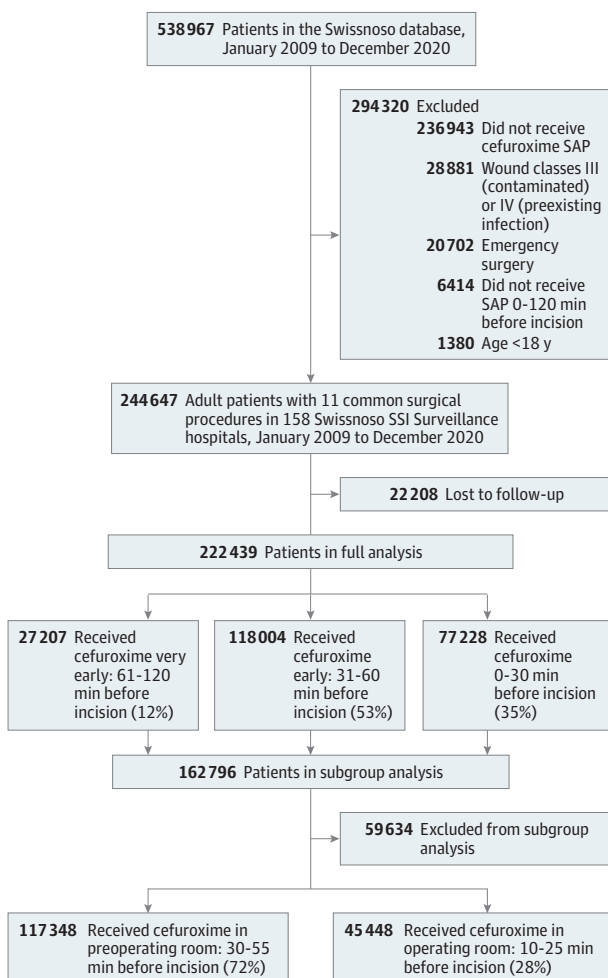 538967 Patients in the Swissnoso database,
January 2009 to December 2020
294320 Excluded
236943 Did not receive
cefuroxime SAP
28881 Wound classes III
(contaminated)
or IV (preexisting
infection)
20702 Emergency
surgery
6414 Did not receive
SAP 0-120 min
before incision
1380 Age <18 y
244647 Adult patients with 11 common surgical
procedures in 158 Swissnoso SSI Surveillance
hospitals, January 2009 to December 2020
22208 Lost to follow-up
222439 Patients in full analysis
27207 Received
cefuroxime very
early: 61-120
min before
incision (12%)
118004 Received
cefuroxime
early: 31-60
min before
incision (53%)
77228 Received
cefuroxime
0-30 min
before incision
(35%)
162796 Patients in subgroup analysis
59634 Excluded from subgroup
analysis
117348 Received cefuroxime in
preoperating room: 30-55
min before incision (72%)
45448 Received cefuroxime in
operating room: 10-25 min
before incision (28%)